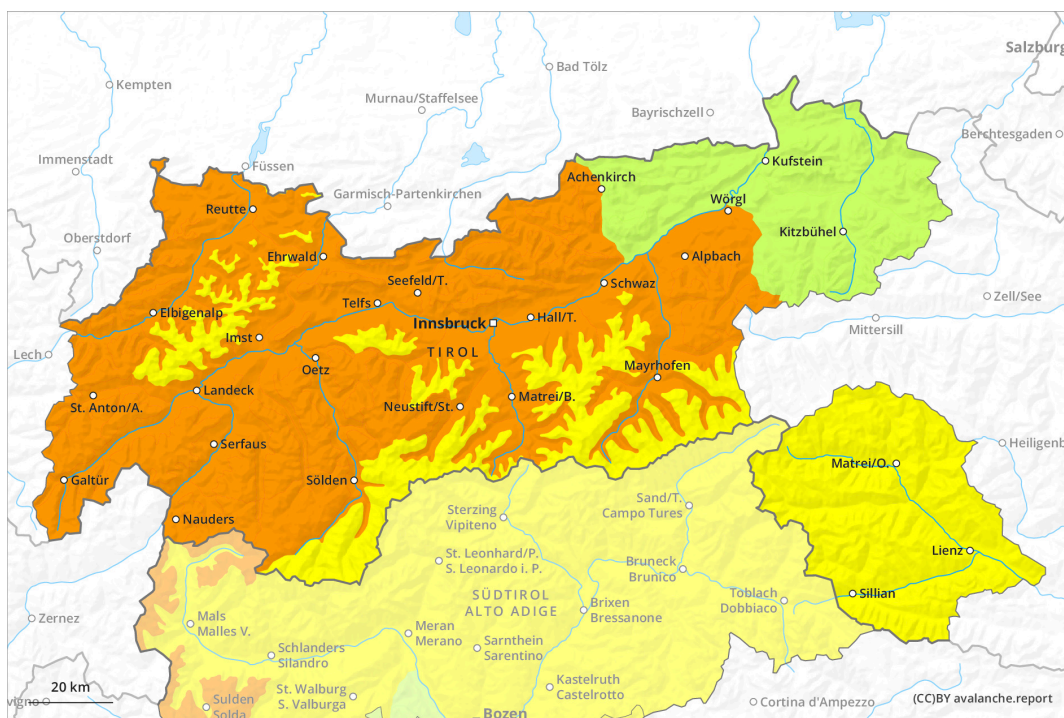 Salzburg
Bad Tölz
Kempten
Murnau/Staffelsee
Bayrischzell
Berchtesgaden
Immenstadt
Füssen
Kufstein
Achenkirch
Garmisch-Partenkirchen
Wörgl
Reutte
Kitzbühel
Oberstdorf
Ehrwald
Alpbach
Seefeld/T.
Schwaz
Zell/See
Telfs
Elbigenalp
Innsbruck
Hall/T.
Mittersill
Imst
Lech
TIROL
Mayrhofen
Oetz
Landeck
Matrei/B.
St. Anton/A.
Neustift/St.
Serfaus
Heiligenb
Matrei/O.
Galtür
Sölden
Sand/T.
Campo Tures
Nauders
Sterzing
Vipiteno
Lienz
St. Leonhard/P.
S. Leonardo i. P.
Bruneck
Brunico
SÜDTIROL
ALTO ADIGE
Toblach
Dobbiaco
Sillian
Brixen
Bressanone
Zernez
Mals
Malles V.
Meran
Merano
Sarnthein
Sarentino
Schlanders
Silandro
Kastelruth
Castelrotto
20 km
St. Walburg
S. Valburga
vigno
Sulden
Solda
Cortina d'Ampezzo
(CC)BY avalanche.report
Bozen